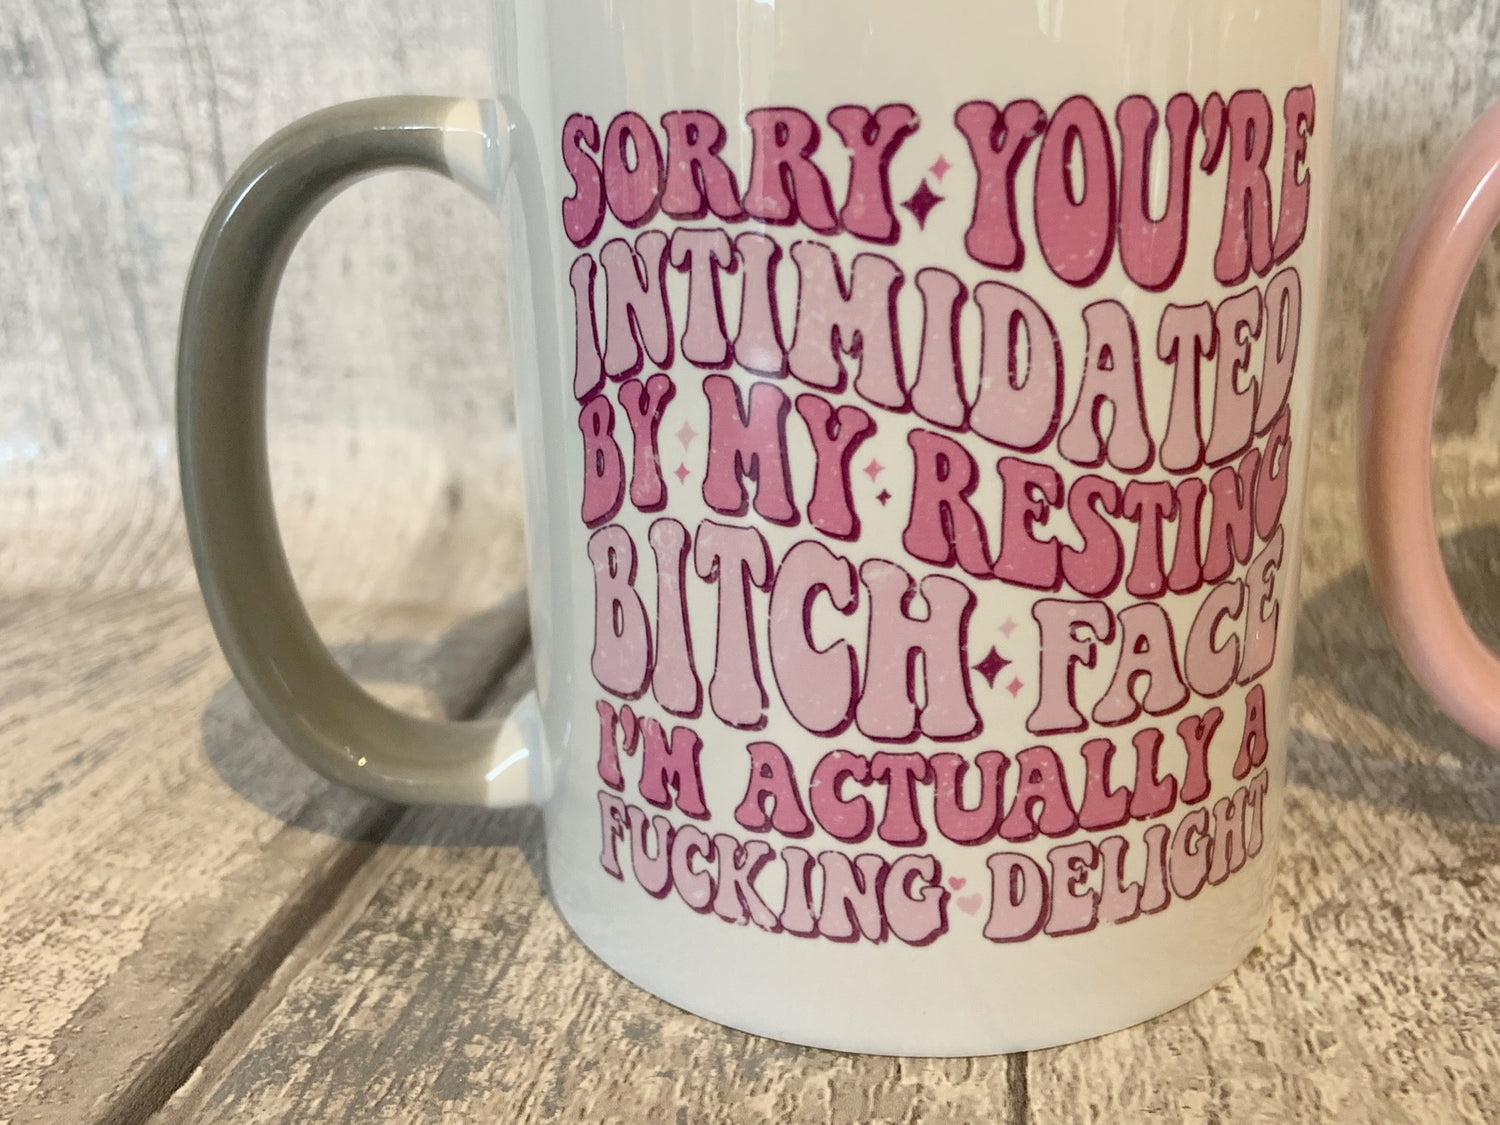 SORRY YOU'RE
INTIMIDATED
BY MY RESTING
BITCH FACE
I'M ACTUALLY A
FUCKING DELIGHT